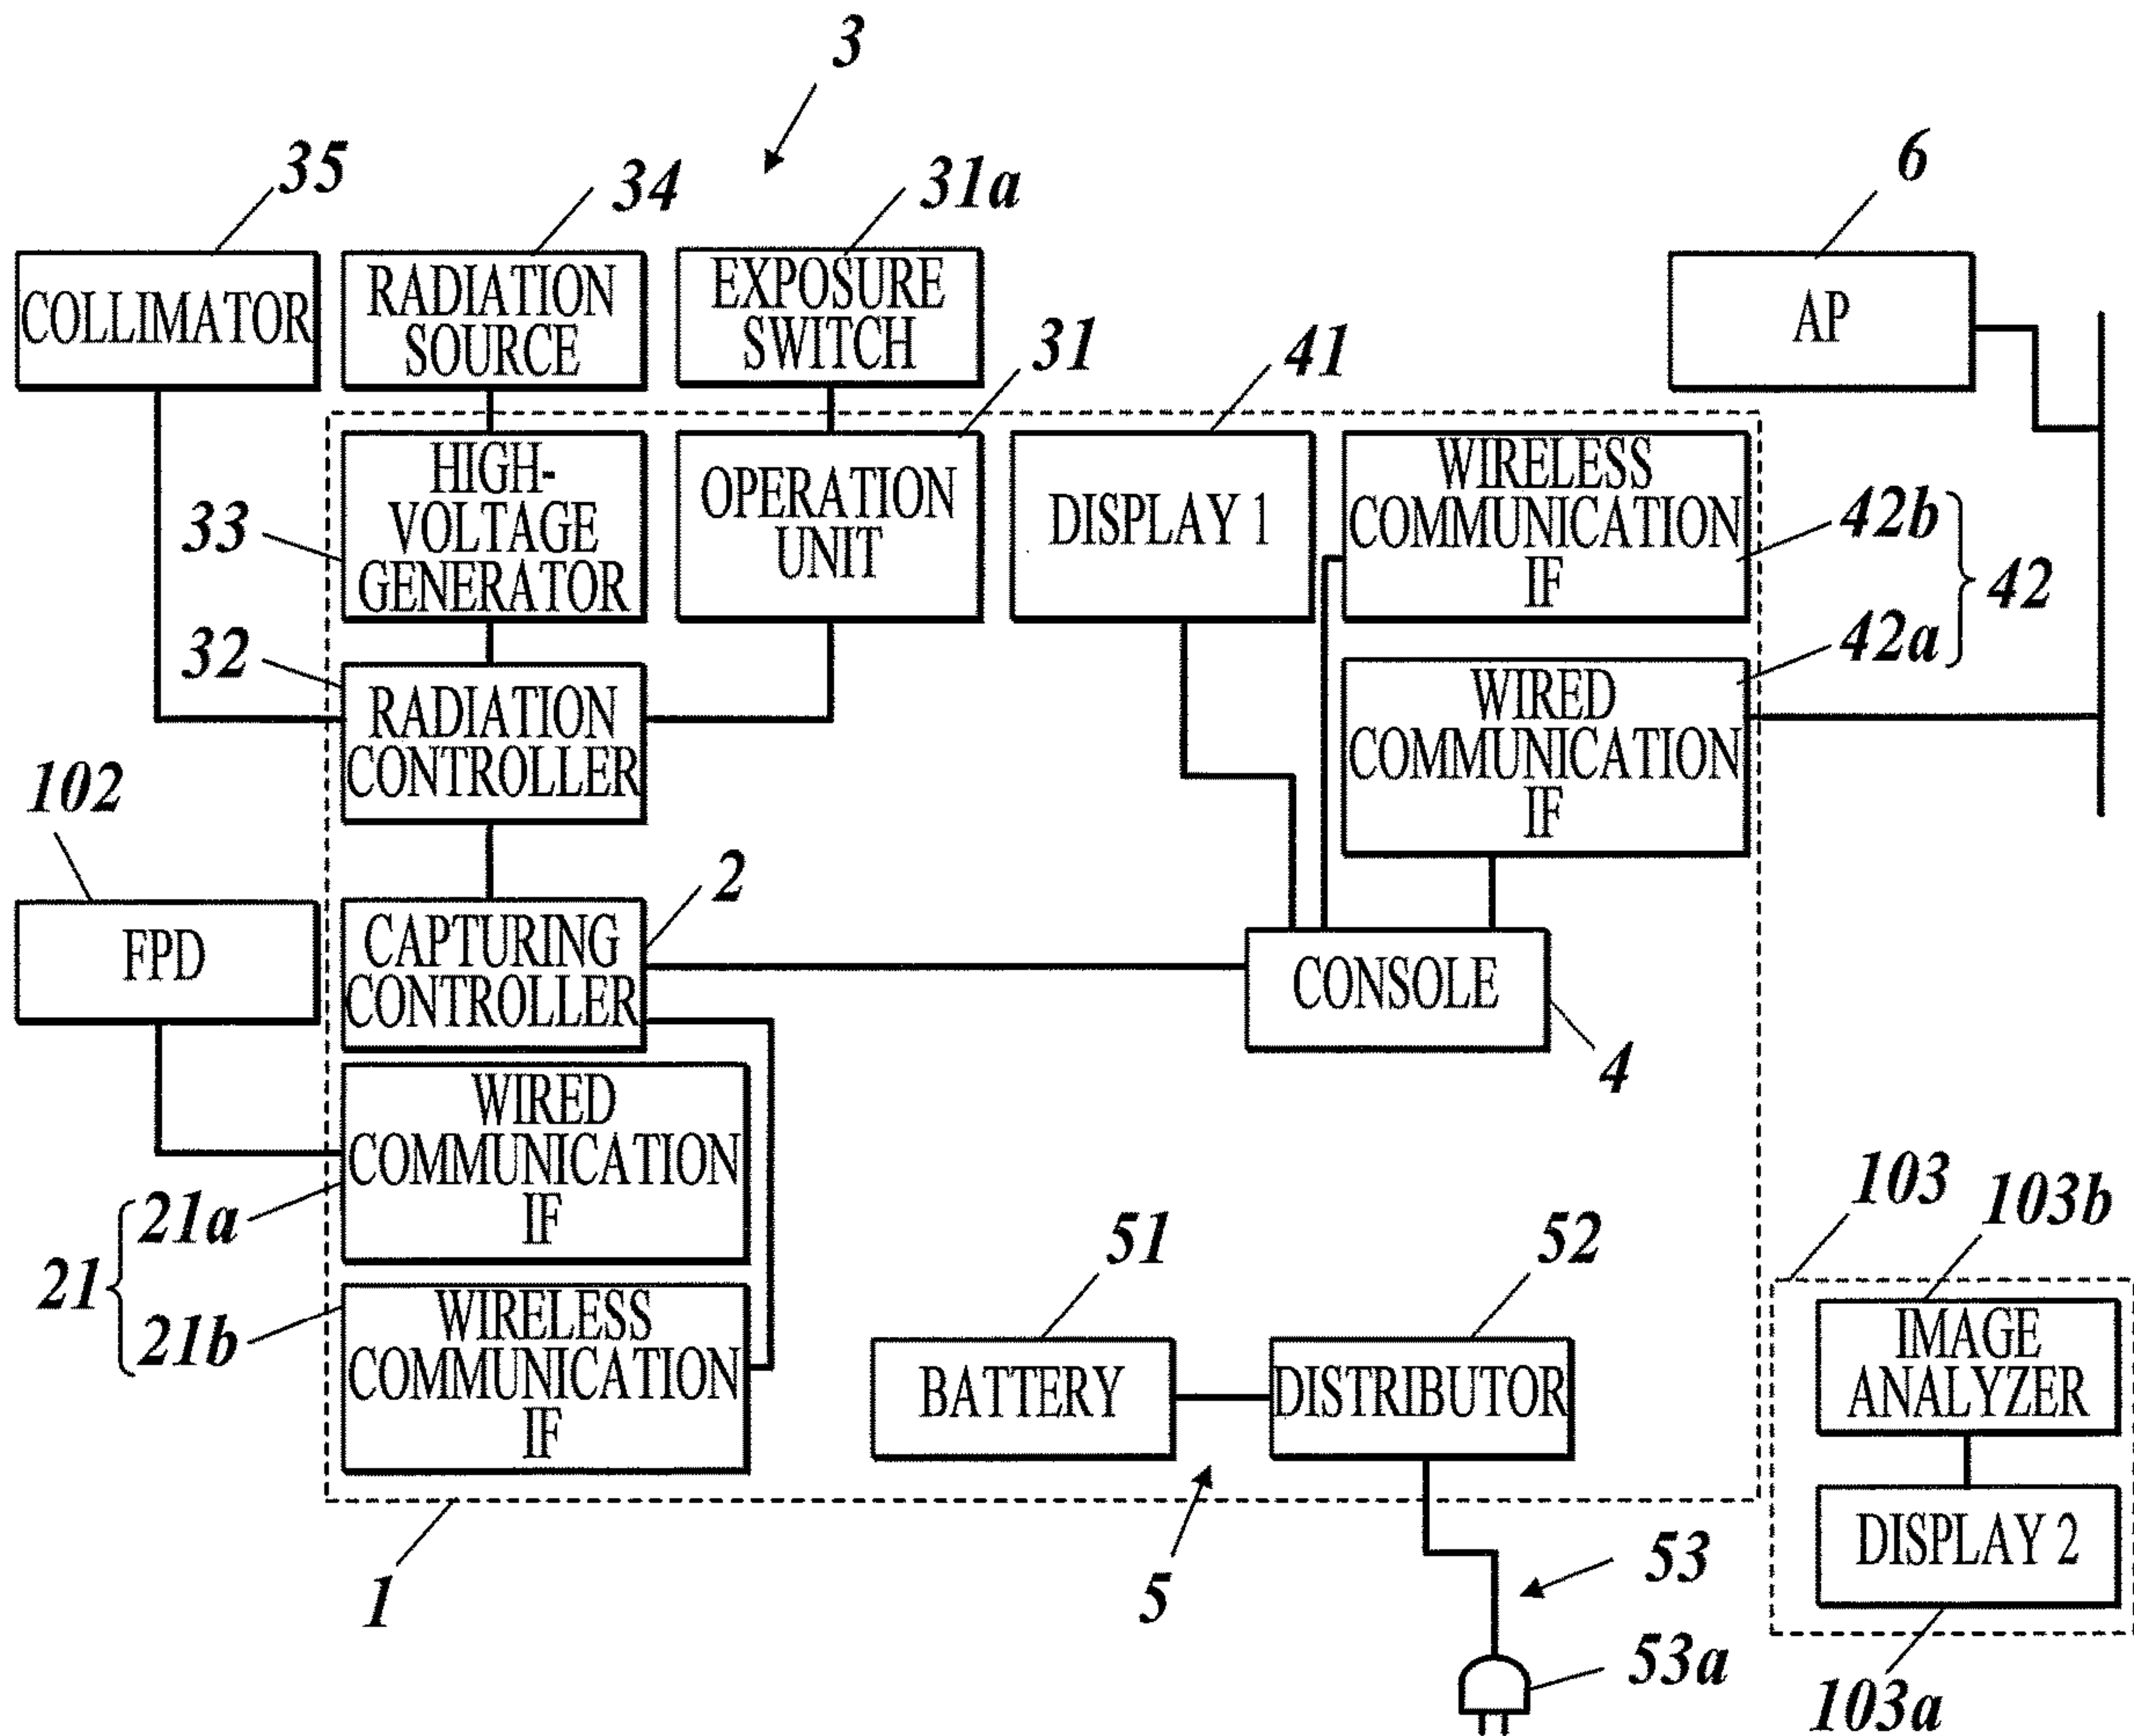 3
35
34
31a
6
COLLIMATOR
RADIATION
SOURCE
EXPOSURE
SWITCH
AP
31
41
HIGH-
VOLTAGE
GENERATOR
33
OPERATION
UNIT
DISPLAY 1
WIRELESS
COMMUNICATION
IF
42b
42
42a
32
RADIATION
CONTROLLER
WIRED
COMMUNICATION
IF
102
2
FPD
CAPTURING
CONTROLLER
CONSOLE
4
WIRED
COMMUNICATION
IF
21a
21
21b
WIRELESS
COMMUNICATION
IF
51
52
BATTERY
DISTRIBUTOR
103
103b
IMAGE
ANALYZER
DISPLAY 2
1
5
53
53a
103a